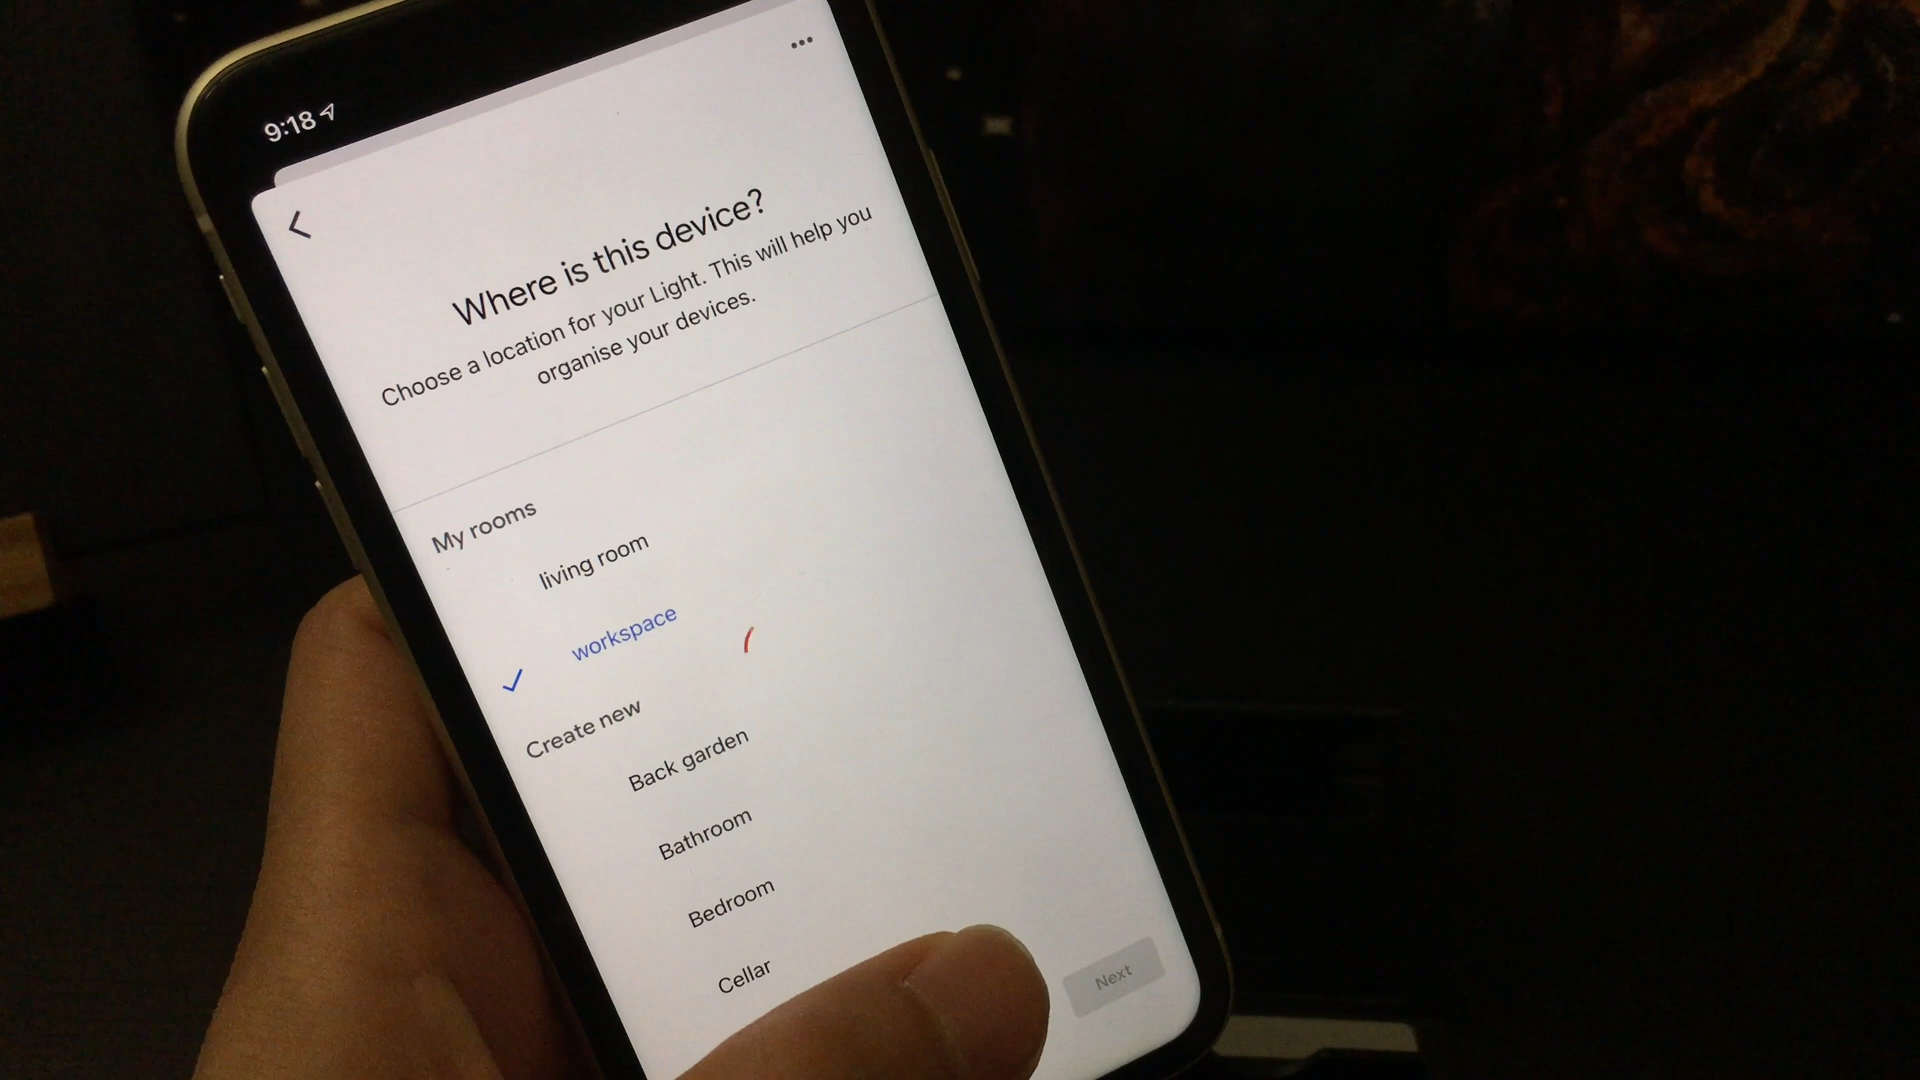 9:18
Where is this device?
Choose a location for your Light. This will help you
organise your devices.
My rooms
living room
workspace
Create new
Back garden
Bathroom
Bedroom
Cellar
Next